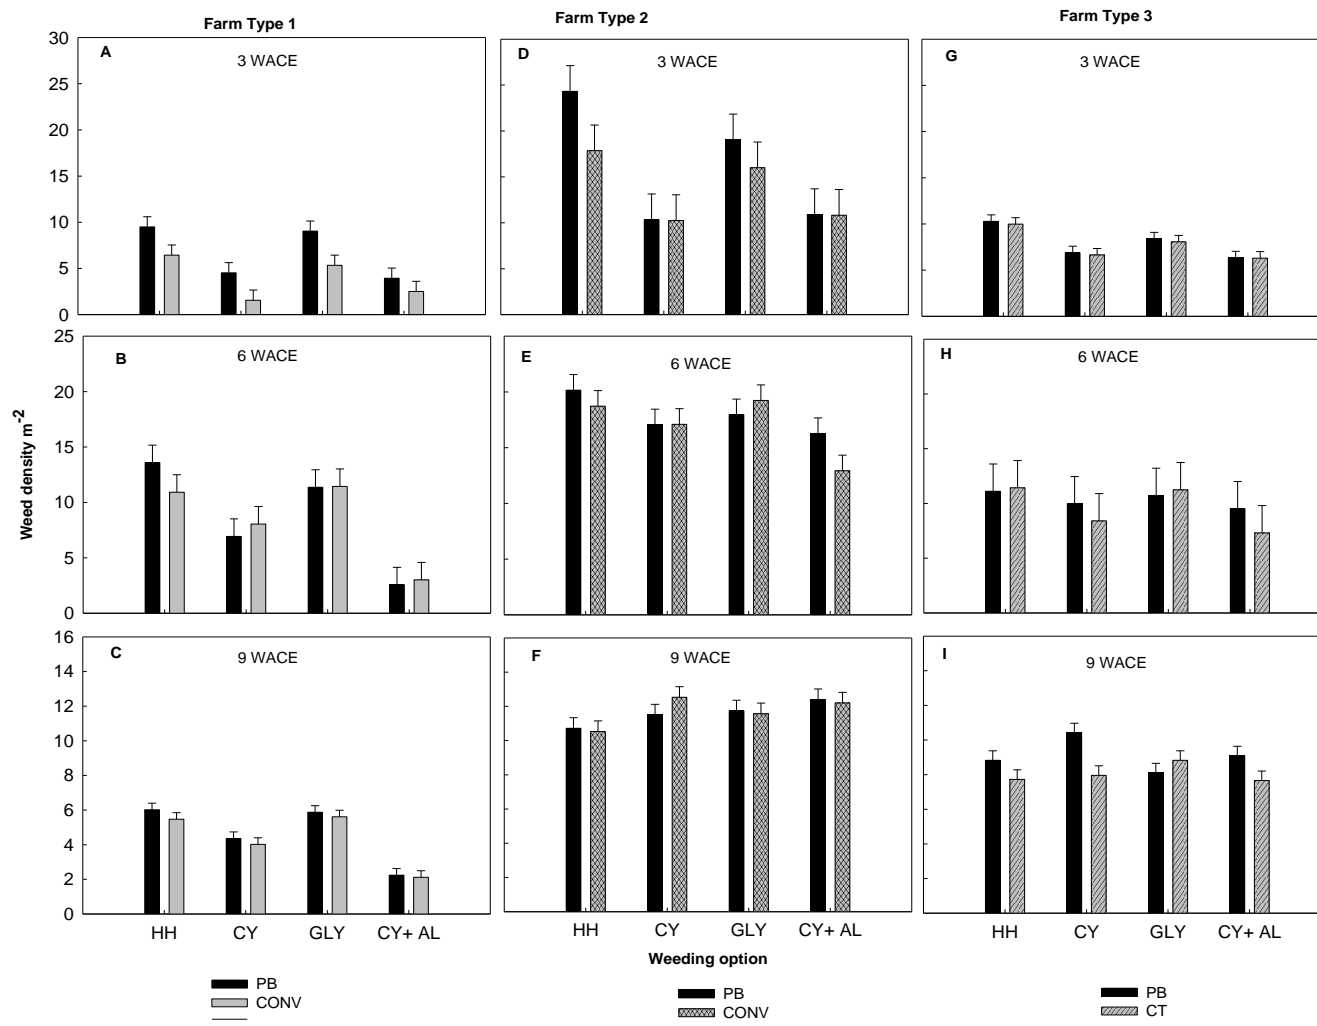 Farm Type 1
Farm Type 2
Farm Type 3
A
3 WACE
D
3 WACE
G
3 WACE
30
25
20
15
10
5
0
B
6 WACE
E
6 WACE
H
6 WACE
25
20
15
10
5
0
Weed density m-2
C
9 WACE
F
9 WACE
I
9 WACE
16
14
12
10
8
6
4
2
0
HH CY GLY CY+ AL
HH CY GLY CY+ AL
HH CY GLY CY+ AL
Weeding option
PB
CONV
PB
CONV
PB
CT